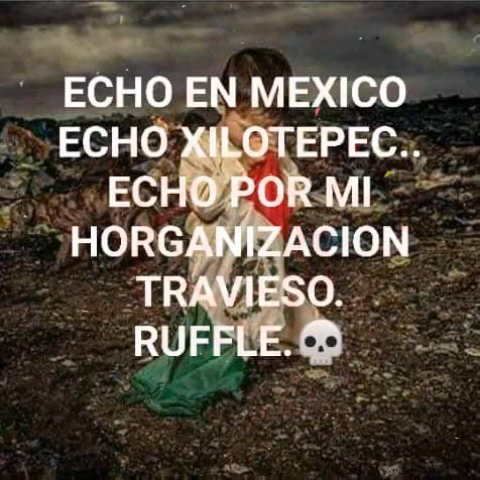 ECHO EN MEXICO
ECHO XILOTEPEC..
ECHO POR MI
HORGANIZACION
TRAVIESO.
RUFFLE.💀